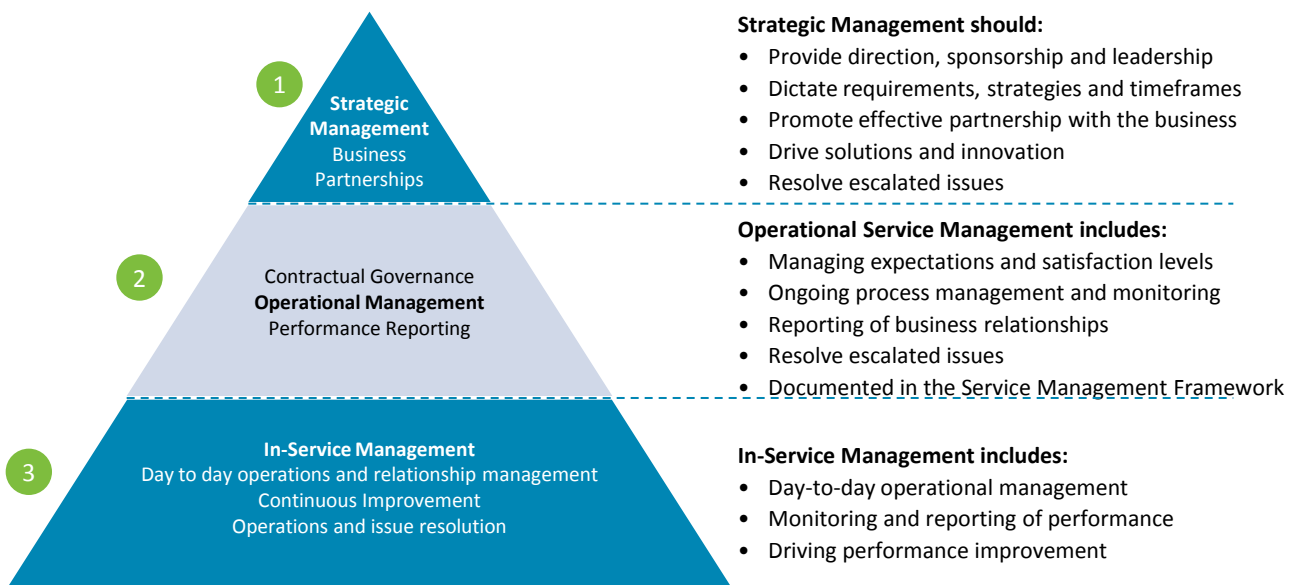 1
Strategic
Management
Business
Partnerships
Strategic Management should:
• Provide direction, sponsorship and leadership
• Dictate requirements, strategies and timeframes
• Promote effective partnership with the business
• Drive solutions and innovation
• Resolve escalated issues
2
Contractual Governance
Operational Management
Performance Reporting
Operational Service Management includes:
• Managing expectations and satisfaction levels
• Ongoing process management and monitoring
• Reporting of business relationships
• Resolve escalated issues
• Documented in the Service Management Framework
3
In-Service Management
Day to day operations and relationship management
Continuous Improvement
Operations and issue resolution
In-Service Management includes:
• Day-to-day operational management
• Monitoring and reporting of performance
• Driving performance improvement